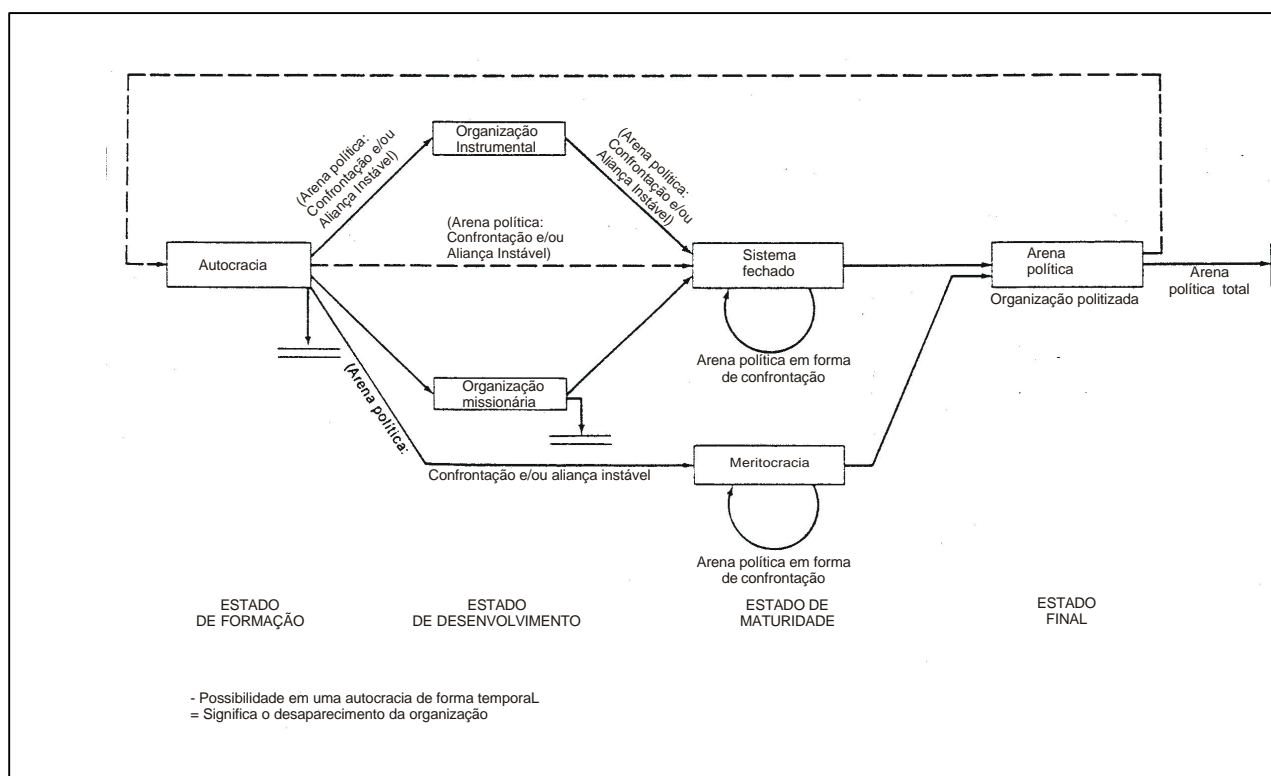 Organização
Instrumental
(Arena política:
Confrontação e/ou
Aliança Instável)
(Arena política:
Confrontação e/ou
Aliança Instável)
(Arena política:
Confrontação e/ou
Aliança Instável)
Autocracia
Sistema
fechado
Arena
política
Organização politizada
Arena
política total
Arena política em forma
de confrontação
Organização
missionária
(Arena política:
Confrontação e/ou aliança instável)
Meritocracia
Arena política em forma
de confrontação
ESTADO
DE FORMAÇÃO
ESTADO
DE DESENVOLVIMENTO
ESTADO DE
MATURIDADE
ESTADO
FINAL
- Possibilidade em uma autocracia de forma temporaL
= Significa o desaparecimento da organização